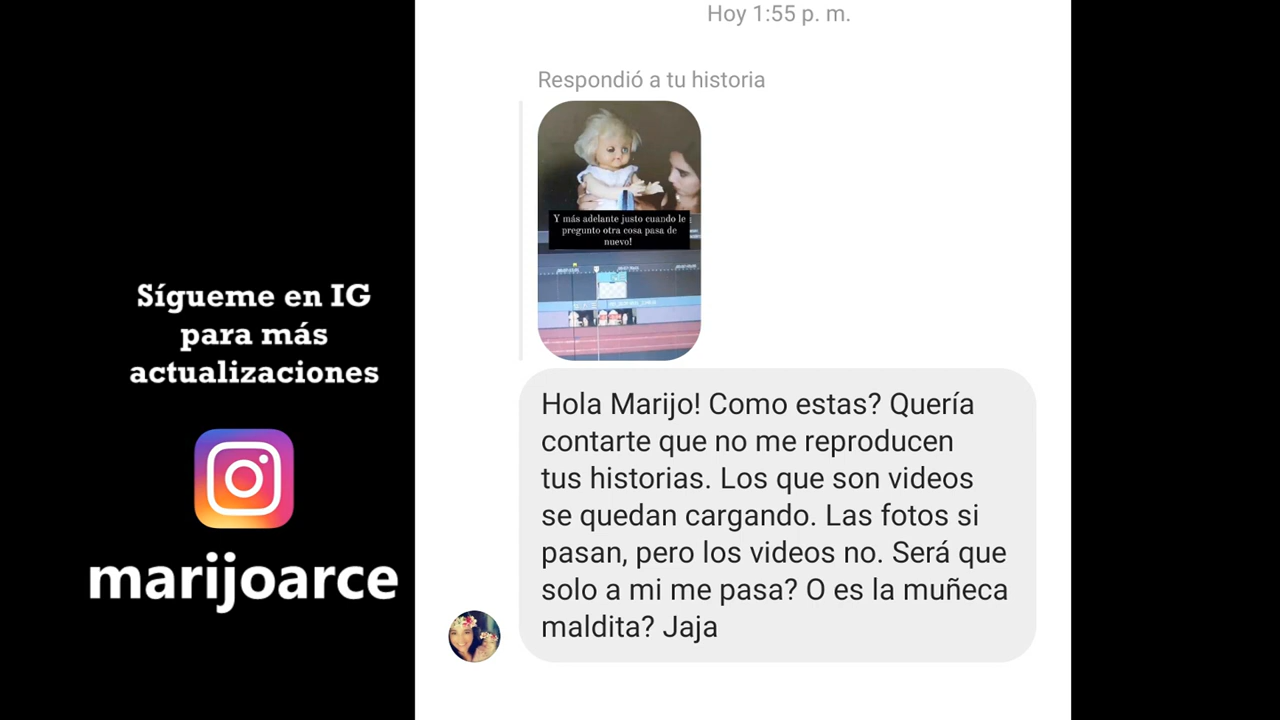 Hoy 1:55 p. m.
Respondió a tu historia
Y más adelante justo cuando le
pregunto otra cosa pasa de
nuevo!
Hola Marijo! Como estas? Quería
contarte que no me reproducen
tus historias. Los que son videos
se quedan cargando. Las fotos si
pasan, pero los videos no. Será que
solo a mi me pasa? O es la muñeca
maldita? Jaja
Sígueme en IG
para más
actualizaciones
marijoarce